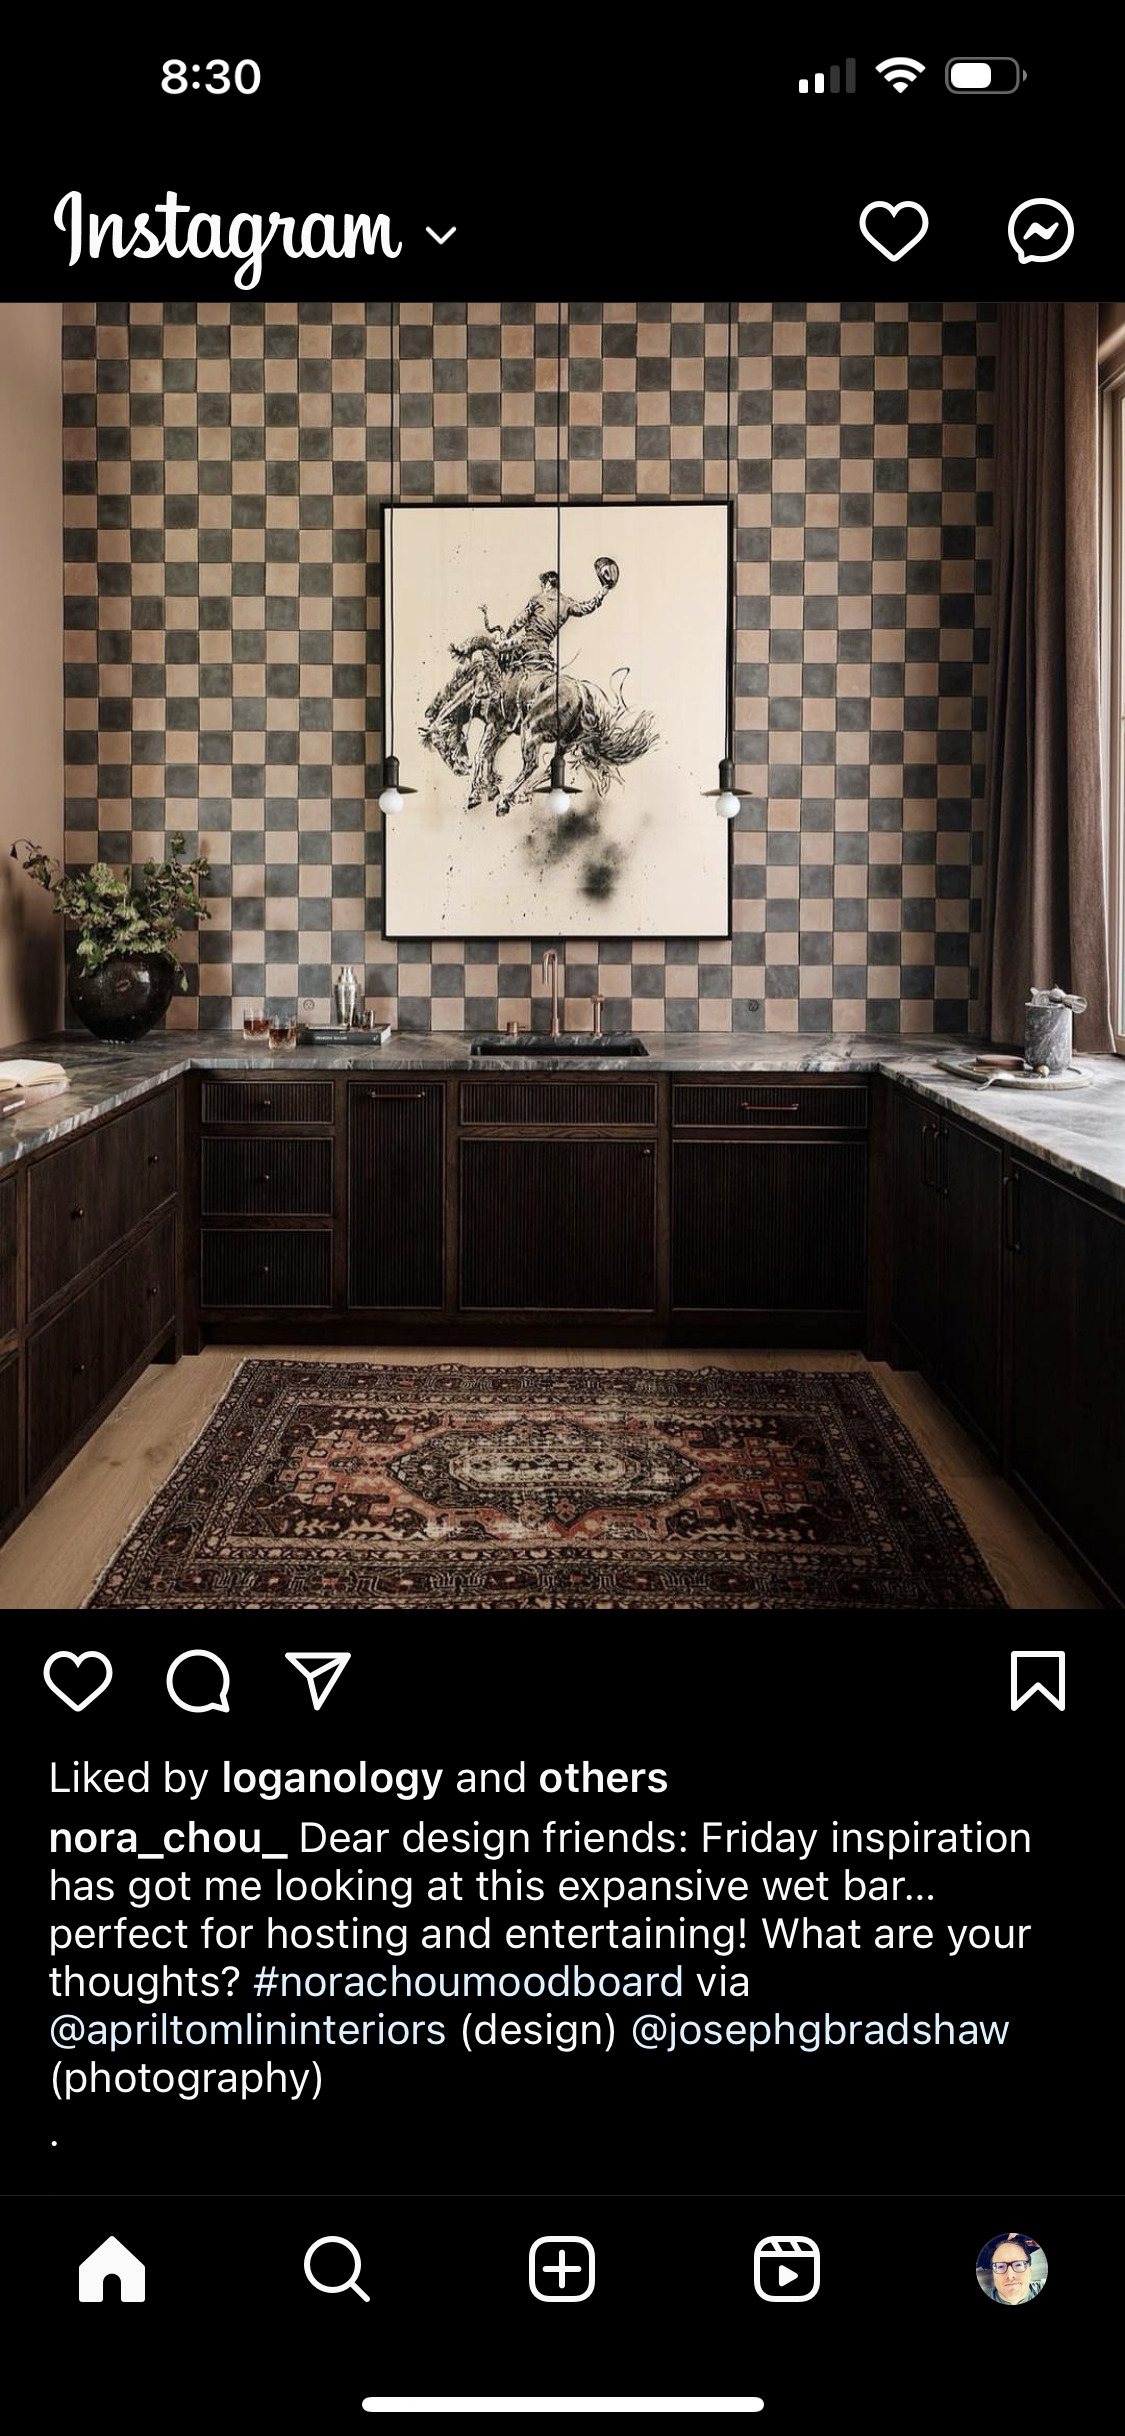 8:30
Instagram
Liked by loganology and others
nora_chou_ Dear design friends: Friday inspiration
has got me looking at this expansive wet bar...
perfect for hosting and entertaining! What are your
thoughts? #norachoumoodboard via
@apriltomlininteriors (design) @josephgbradshaw
(photography)
.